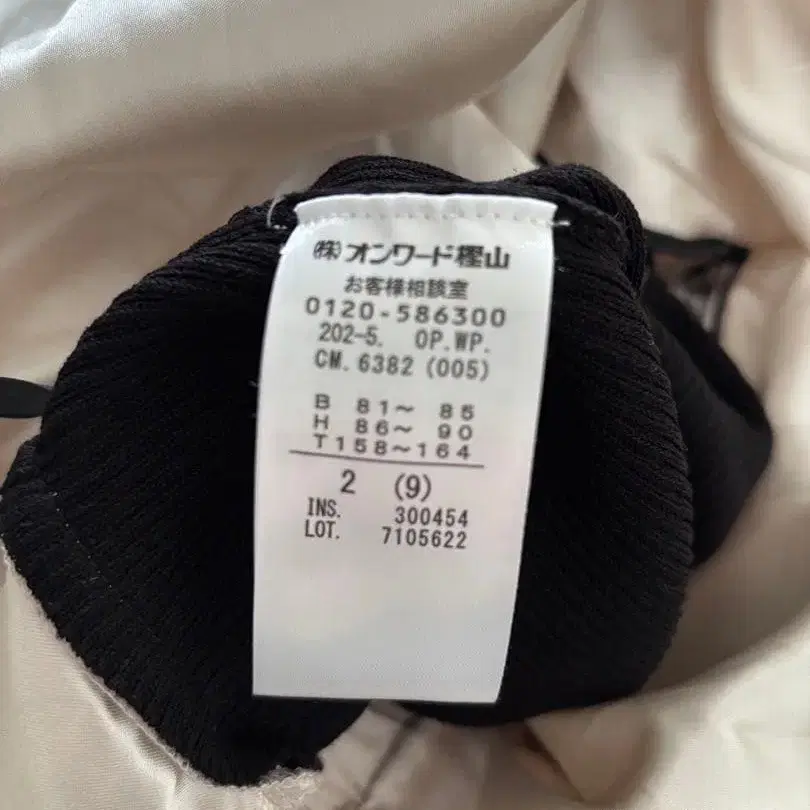 ㈱オンワード樫山
お客様相談室
0120-586300
202-5. OP.WP.
CM. 6382 (005)
B 81～ 85
H 86～ 90
T 158～164
2 (9)
INS. 300454
LOT. 7105622